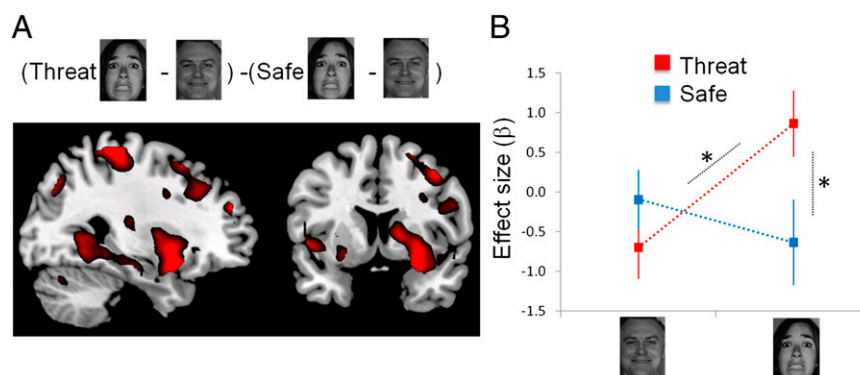 A
(Threat - ) -(Safe - )
B
Threat
Safe
Effect size (β)
1.5
1.0
0.5
0.0
-0.5
-1.0
-1.5
*
*